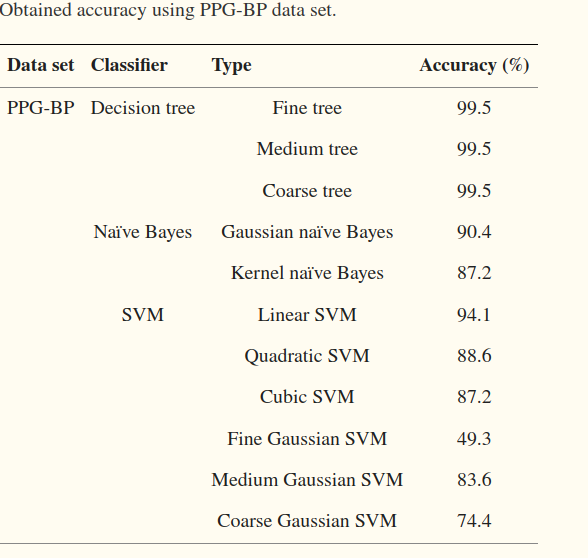 Obtained accuracy using PPG-BP data set.
Data set Classifier Type Accuracy (%)
PPG-BP Decision tree Fine tree 99.5
Medium tree 99.5
Coarse tree 99.5
Naïve Bayes Gaussian naïve Bayes 90.4
Kernel naïve Bayes 87.2
SVM Linear SVM 94.1
Quadratic SVM 88.6
Cubic SVM 87.2
Fine Gaussian SVM 49.3
Medium Gaussian SVM 83.6
Coarse Gaussian SVM 74.4